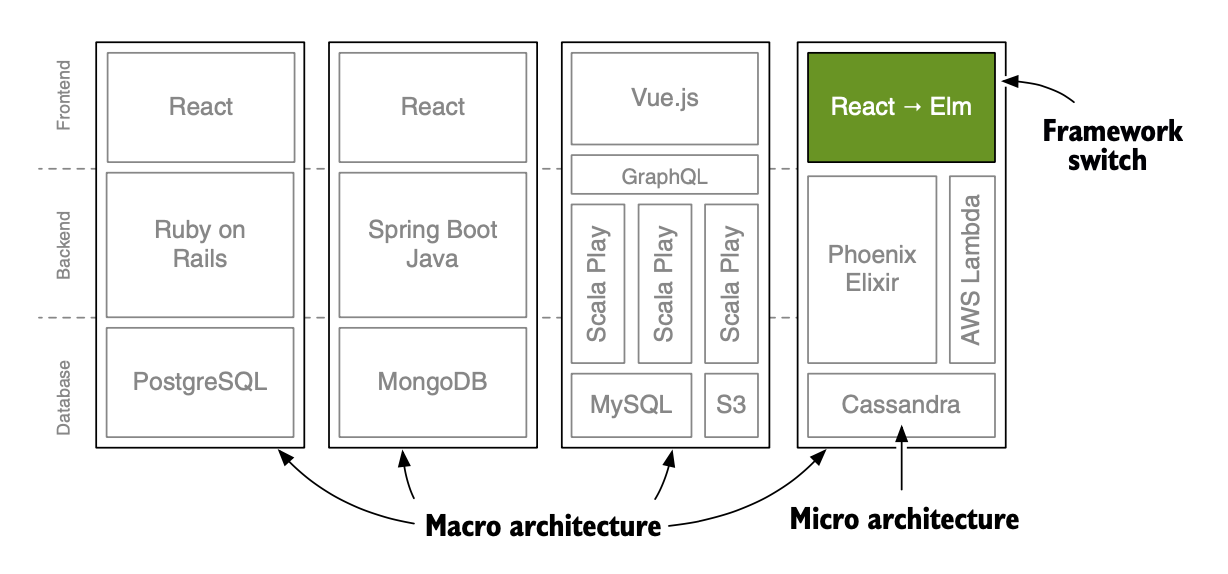 Frontend
Backend
Database
React
Ruby on
Rails
PostgreSQL
React
Spring Boot
Java
MongoDB
Vue.js
GraphQL
Scala Play
Scala Play
Scala Play
MySQL
S3
React → Elm
Phoenix
Elixir
AWS Lambda
Cassandra
Framework
switch
Macro architecture
Micro architecture